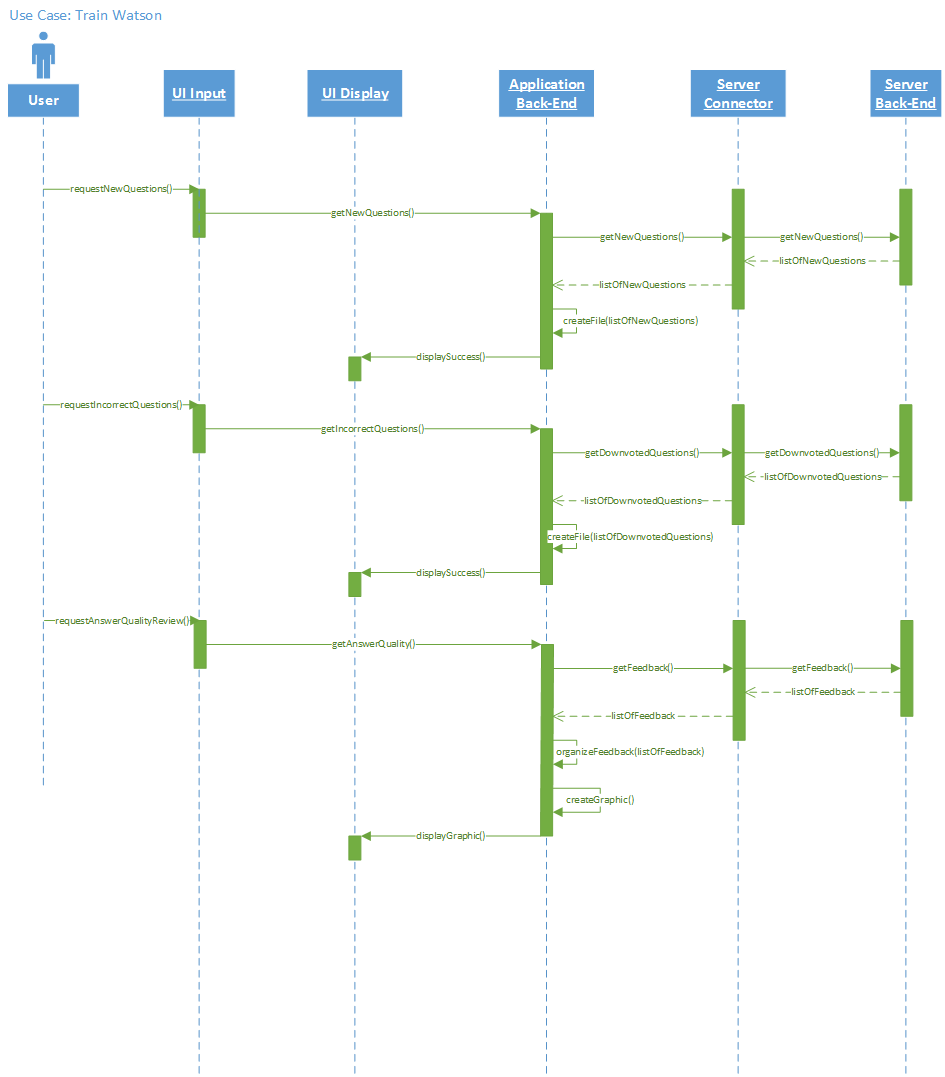 Use Case: Train Watson
User
UI Input
UI Display
Application
Back-End
Server
Connector
Server
Back-End
requestNewQuestions()
getNewQuestions()
getNewQuestions()
getNewQuestions()
listOfNewQuestions
listOfNewQuestions
createFile(listOfNewQuestions)
displaySuccess()
requestIncorrectQuestions()
getIncorrectQuestions()
getDownvotedQuestions()
getDownvotedQuestions()
listOfDownvotedQuestions
listOfDownvotedQuestions
createFile(listOfDownvotedQuestions)
displaySuccess()
requestAnswerQualityReview()
getAnswerQuality()
getFeedback()
getFeedback()
listOfFeedback
listOfFeedback
organizeFeedback(listOfFeedback)
createGraphic()
displayGraphic()